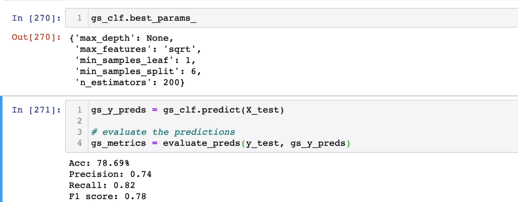 In [270]: 1 gs_clf.best_params_
Out[270]: {'max_depth': None,
'max_features': 'sqrt',
'min_samples_leaf': 1,
'min_samples_split': 6,
'n_estimators': 200}
In [271]: 1 gs_y_preds = gs_clf.predict(X_test)
2
3 # evaluate the predictions
4 gs_metrics = evaluate_preds(y_test, gs_y_preds)
Acc: 78.69%
Precision: 0.74
Recall: 0.82
F1 score: 0.78